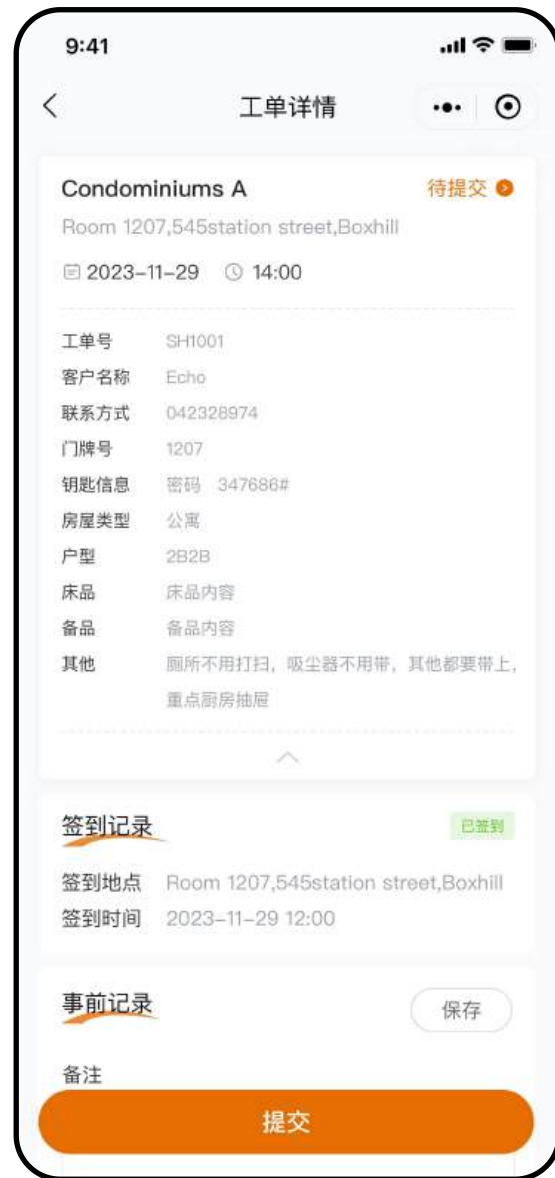 9:41
工单详情
Condominiums A 待提交
Room 1207,545station street,Boxhill
2023-11-29 14:00
工单号 SH1001
客户名称 Echo
联系方式 042328974
门牌号 1207
钥匙信息 密码 347686#
房屋类型 公寓
户型 2B2B
床品 床品内容
备品 备品内容
其他 厕所不用打扫，吸尘器不用带，其他都要带上，
重点厨房抽屉
签到记录 已签到
签到地点 Room 1207,545station street,Boxhill
签到时间 2023-11-29 12:00
事前记录 保存
备注
提交